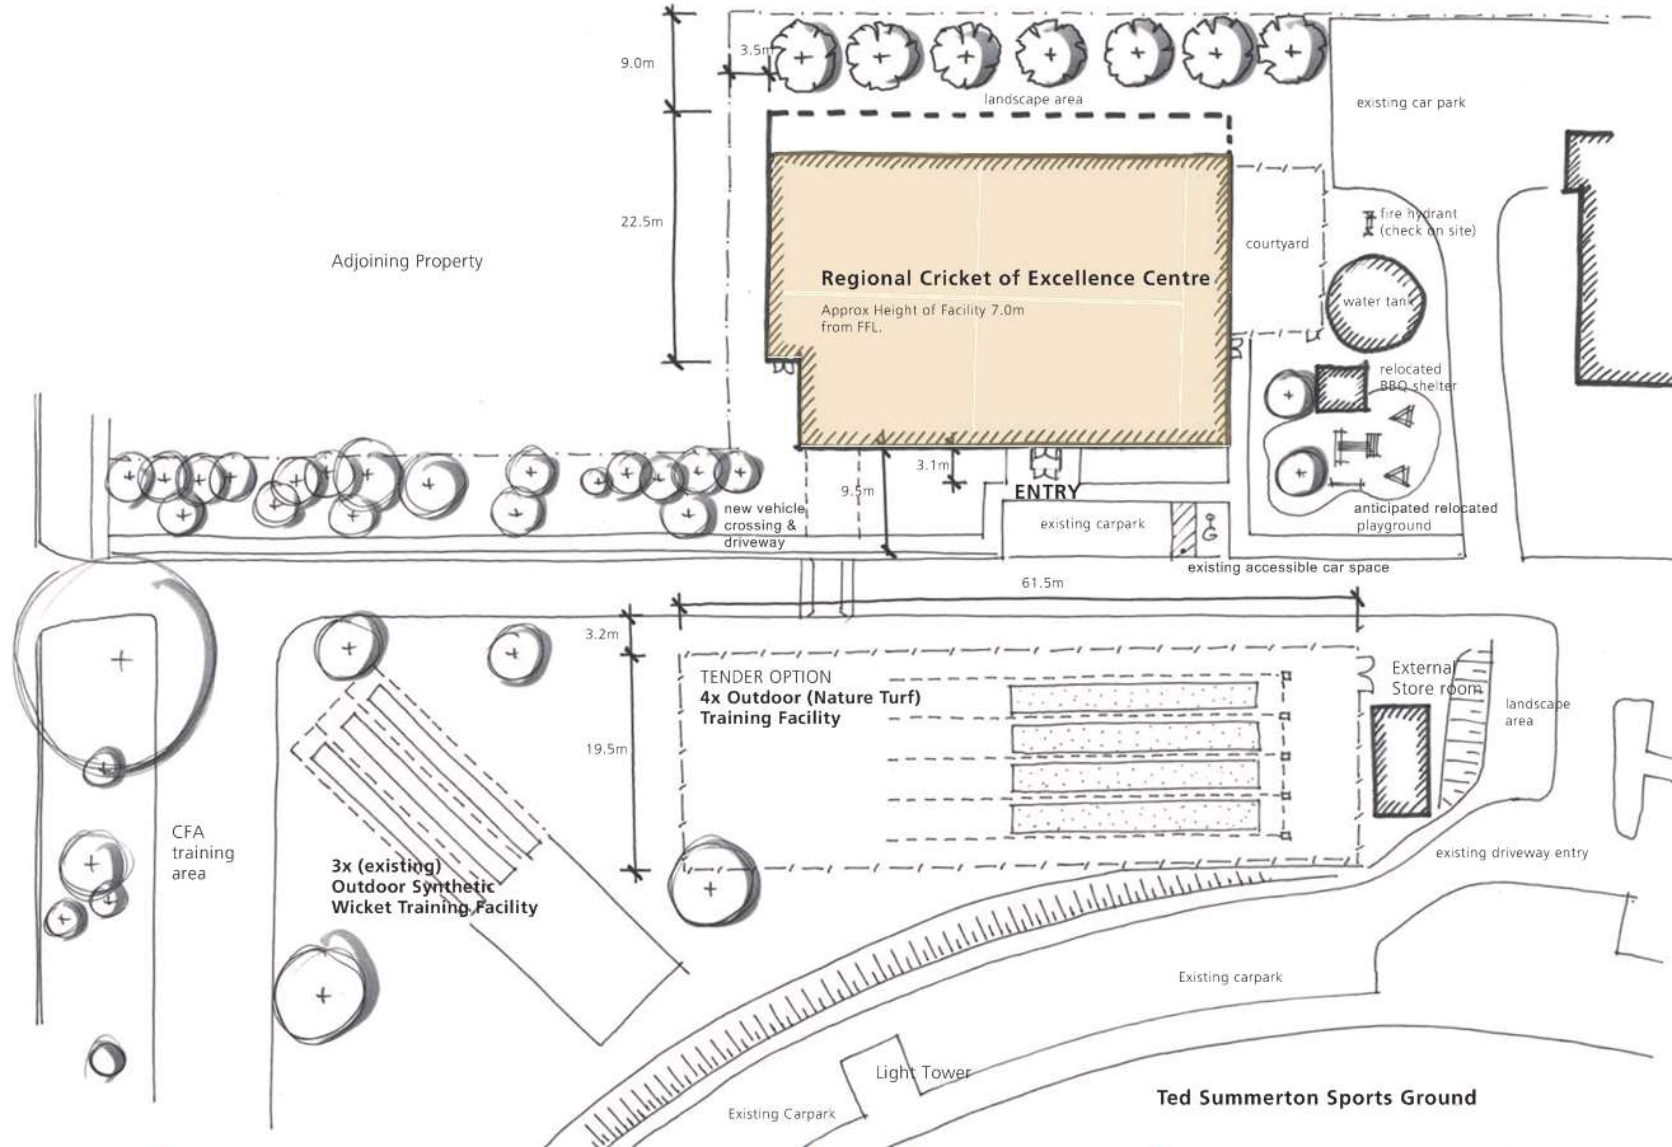 9.0m
3.5m
landscape area
existing car park
22.5m
fire hydrant
(check on site)
courtyard
Adjoining Property
Regional Cricket of Excellence Centre
Approx Height of Facility 7.0m
from FFL.
water tank
relocated
BBQ shelter
3.1m
9.5m
ENTRY
new vehicle
crossing &
driveway
existing carpark
anticipated relocated
playground
existing accessible car space
61.5m
3.2m
TENDER OPTION
4x Outdoor (Nature Turf)
Training Facility
External
Store room
landscape
area
19.5m
CFA
training
area
3x (existing)
Outdoor Synthetic
Wicket Training Facility
existing driveway entry
Existing carpark
Light Tower
Existing Carpark
Ted Summerton Sports Ground